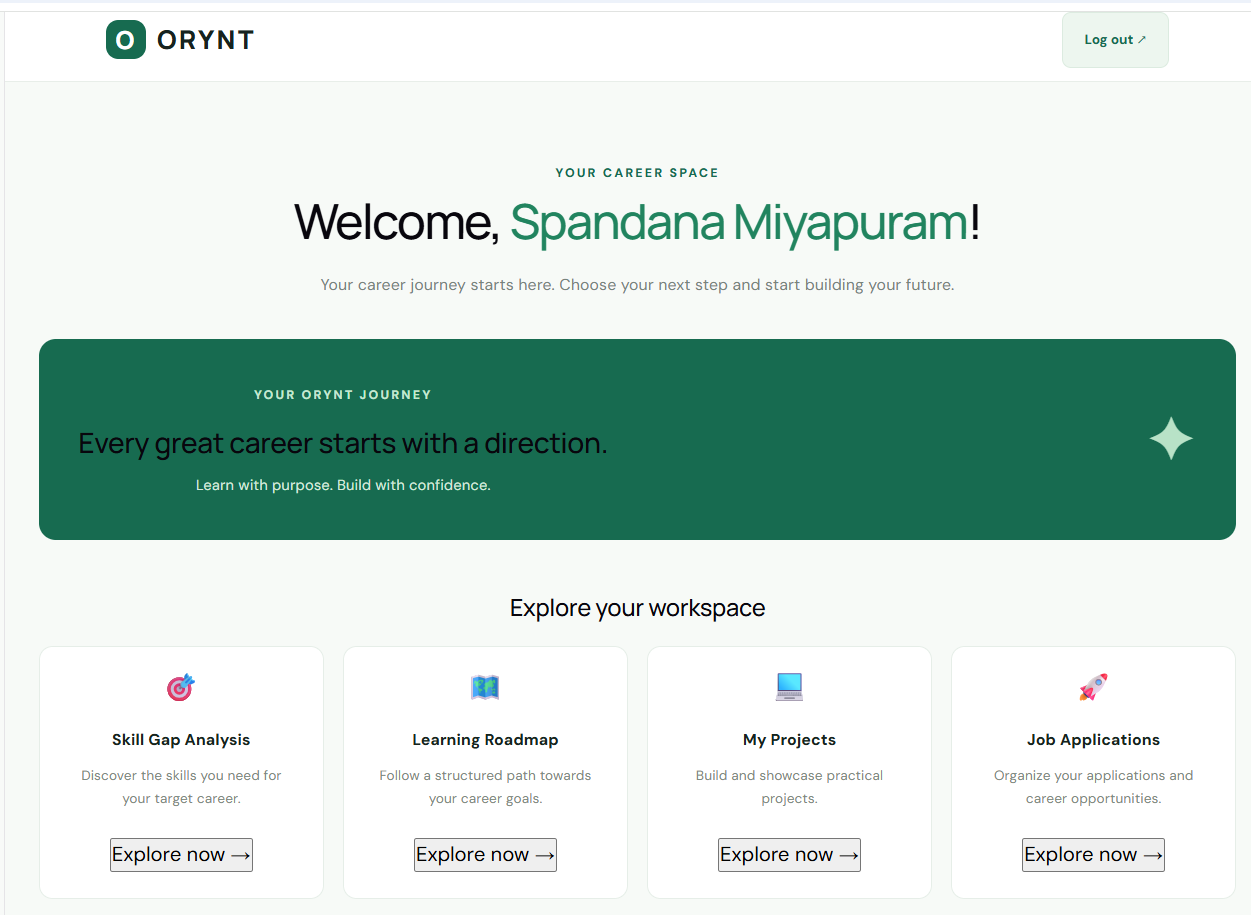 O ORYNT
Log out ↗
YOUR CAREER SPACE
Welcome, Spandana Miyapuram!
Your career journey starts here. Choose your next step and start building your future.
YOUR ORYNT JOURNEY
Every great career starts with a direction.
Learn with purpose. Build with confidence.
Explore your workspace
Skill Gap Analysis
Discover the skills you need for
your target career.
Explore now →
Learning Roadmap
Follow a structured path towards
your career goals.
Explore now →
My Projects
Build and showcase practical
projects.
Explore now →
Job Applications
Organize your applications and
career opportunities.
Explore now →